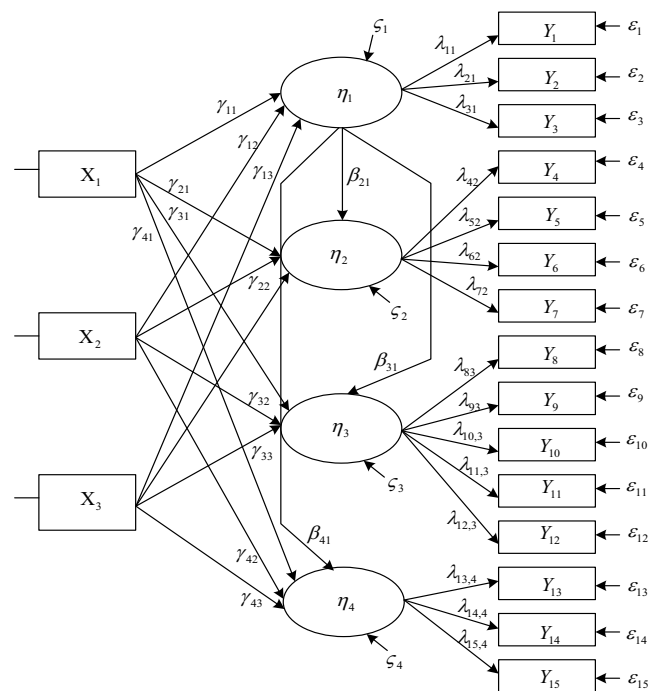 ς₁
η₁
λ₁₁
λ₂₁
λ₃₁
Y₁
ε₁
Y₂
ε₂
Y₃
ε₃
X₁
γ₁₁
γ₁₂
γ₁₃
γ₂₁
γ₃₁
γ₄₁
β₂₁
η₂
ς₂
λ₄₂
λ₅₂
λ₆₂
λ₇₂
Y₄
ε₄
Y₅
ε₅
Y₆
ε₆
Y₇
ε₇
X₂
γ₂₂
γ₃₂
γ₃₃
β₃₁
η₃
ς₃
λ₈₃
λ₉₃
λ₁₀,₃
λ₁₁,₃
λ₁₂,₃
Y₈
ε₈
Y₉
ε₉
Y₁₀
ε₁₀
Y₁₁
ε₁₁
Y₁₂
ε₁₂
X₃
γ₄₂
γ₄₃
β₄₁
η₄
ς₄
λ₁₃,₄
λ₁₄,₄
λ₁₅,₄
Y₁₃
ε₁₃
Y₁₄
ε₁₄
Y₁₅
ε₁₅